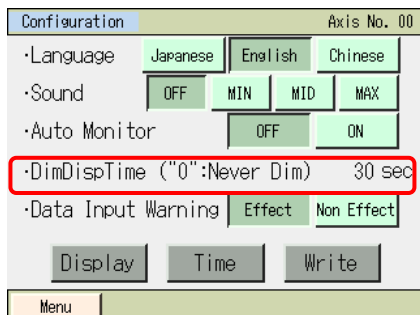 Configuration Axis No. 00
·Language Japanese English Chinese
·Sound OFF MIN MID MAX
·Auto Monitor OFF ON
·DimDispTime ("0":Never Dim) 30 sec
·Data Input Warning Effect Non Effect
Display Time Write
Menu